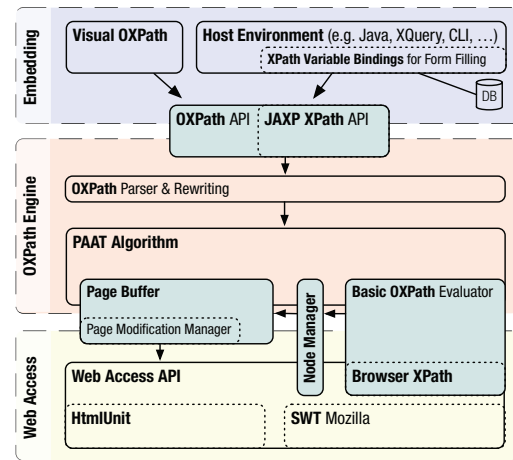 Embedding
Visual OXPath
Host Environment (e.g. Java, XQuery, CLI, …)
XPath Variable Bindings for Form Filling
DB
OXPath API
JAXP XPath API
OXPath Engine
OXPath Parser & Rewriting
PAAT Algorithm
Page Buffer
Page Modification Manager
Node Manager
Basic OXPath Evaluator
Web Access
Web Access API
Browser XPath
HtmlUnit
SWT Mozilla